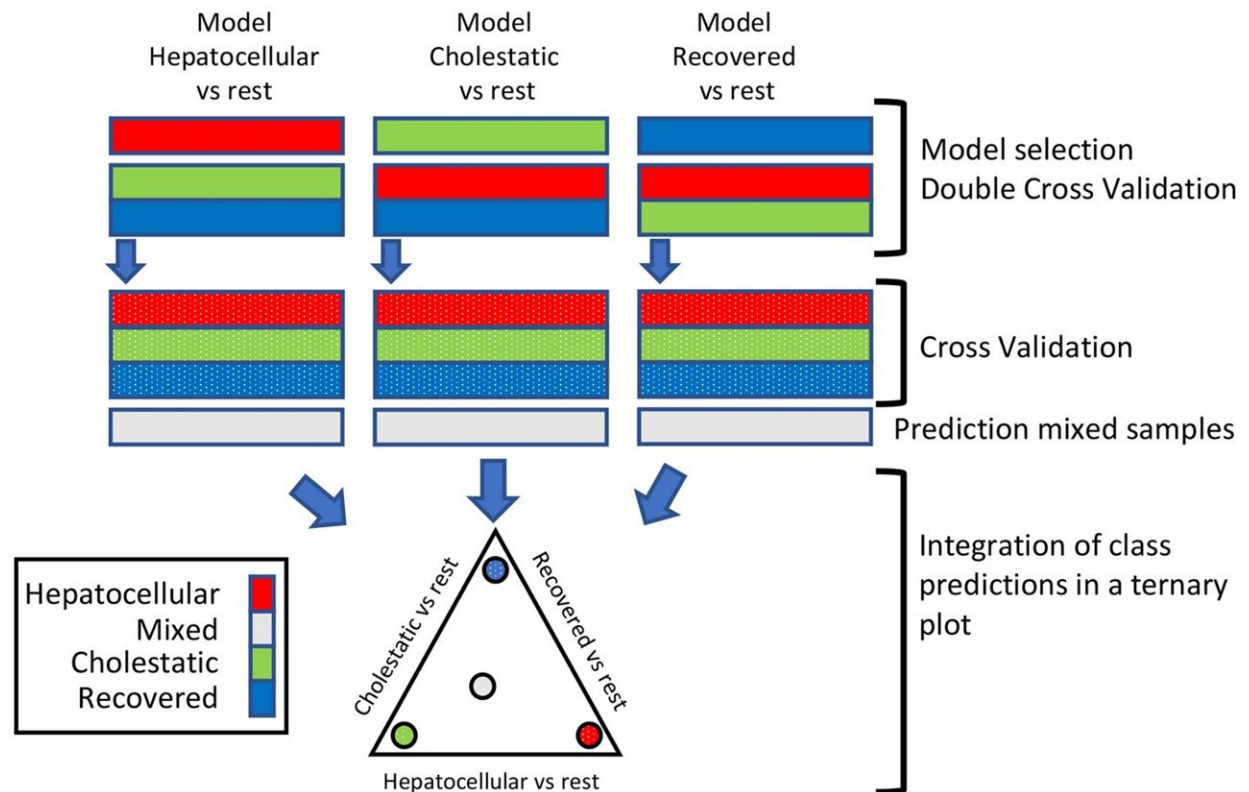 Model
Hepatocellular
vs rest
Model
Cholestatic
vs rest
Model
Recovered
vs rest
Model selection
Double Cross Validation
Cross Validation
Prediction mixed samples
Integration of class
predictions in a ternary
plot
Hepatocellular
Mixed
Cholestatic
Recovered
Cholestatic vs rest
Recovered vs rest
Hepatocellular vs rest